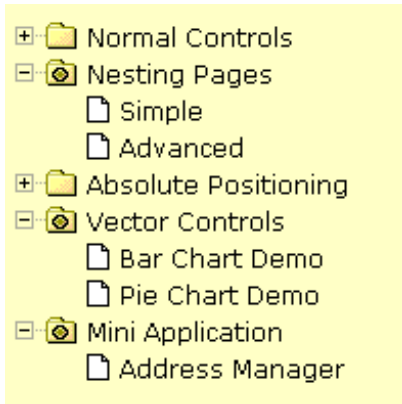 Normal Controls
Nesting Pages
Simple
Advanced
Absolute Positioning
Vector Controls
Bar Chart Demo
Pie Chart Demo
Mini Application
Address Manager